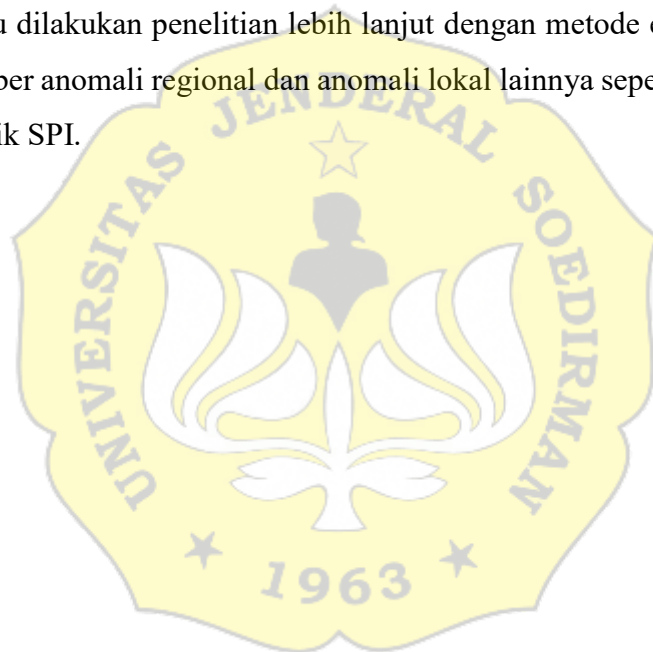 u dilakukan penelitian lebih lanjut dengan metode
ber anomali regional dan anomali lokal lainnya sepe
ik SPI.
UNIVERSITAS JENDERAL SOEDIRMAN
1963